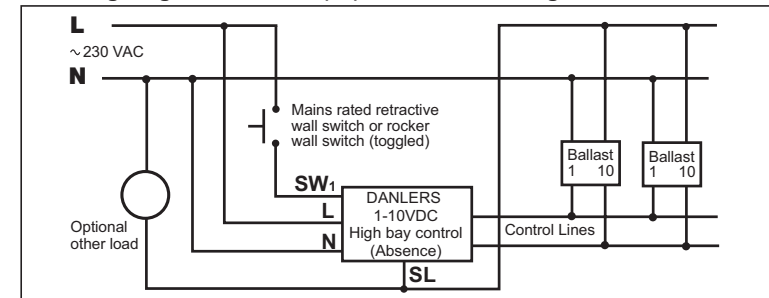 L
~ 230 VAC
N
Mains rated retractive
wall switch or rocker
wall switch (toggled)
Ballast
1 10
Ballast
1 10
SW1
DANLERS
1-10VDC
High bay control
(Absence)
L
N
SL
Optional
other load
Control Lines